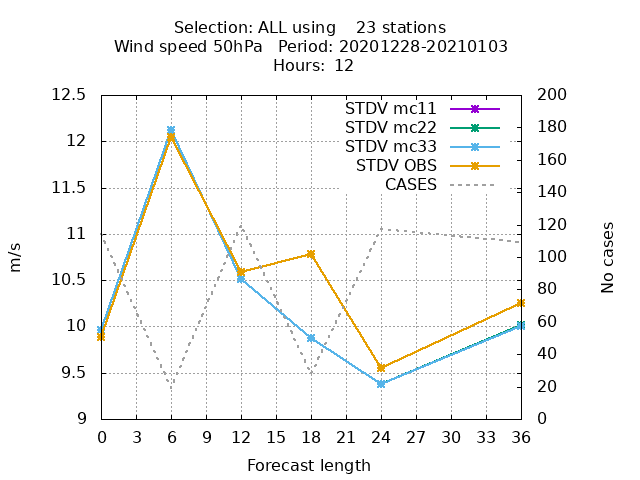 Selection: ALL using    23 stations
Wind speed 50hPa   Period: 20201228-20210103
Hours:  12
12.5
12
11.5
11
10.5
10
9.5
9
m/s
STDV mc11
STDV mc22
STDV mc33
STDV OBS
CASES
200
180
160
140
120
100
80
60
40
20
0
No cases
0 3 6 9 12 15 18 21 24 27 30 33 36
Forecast length